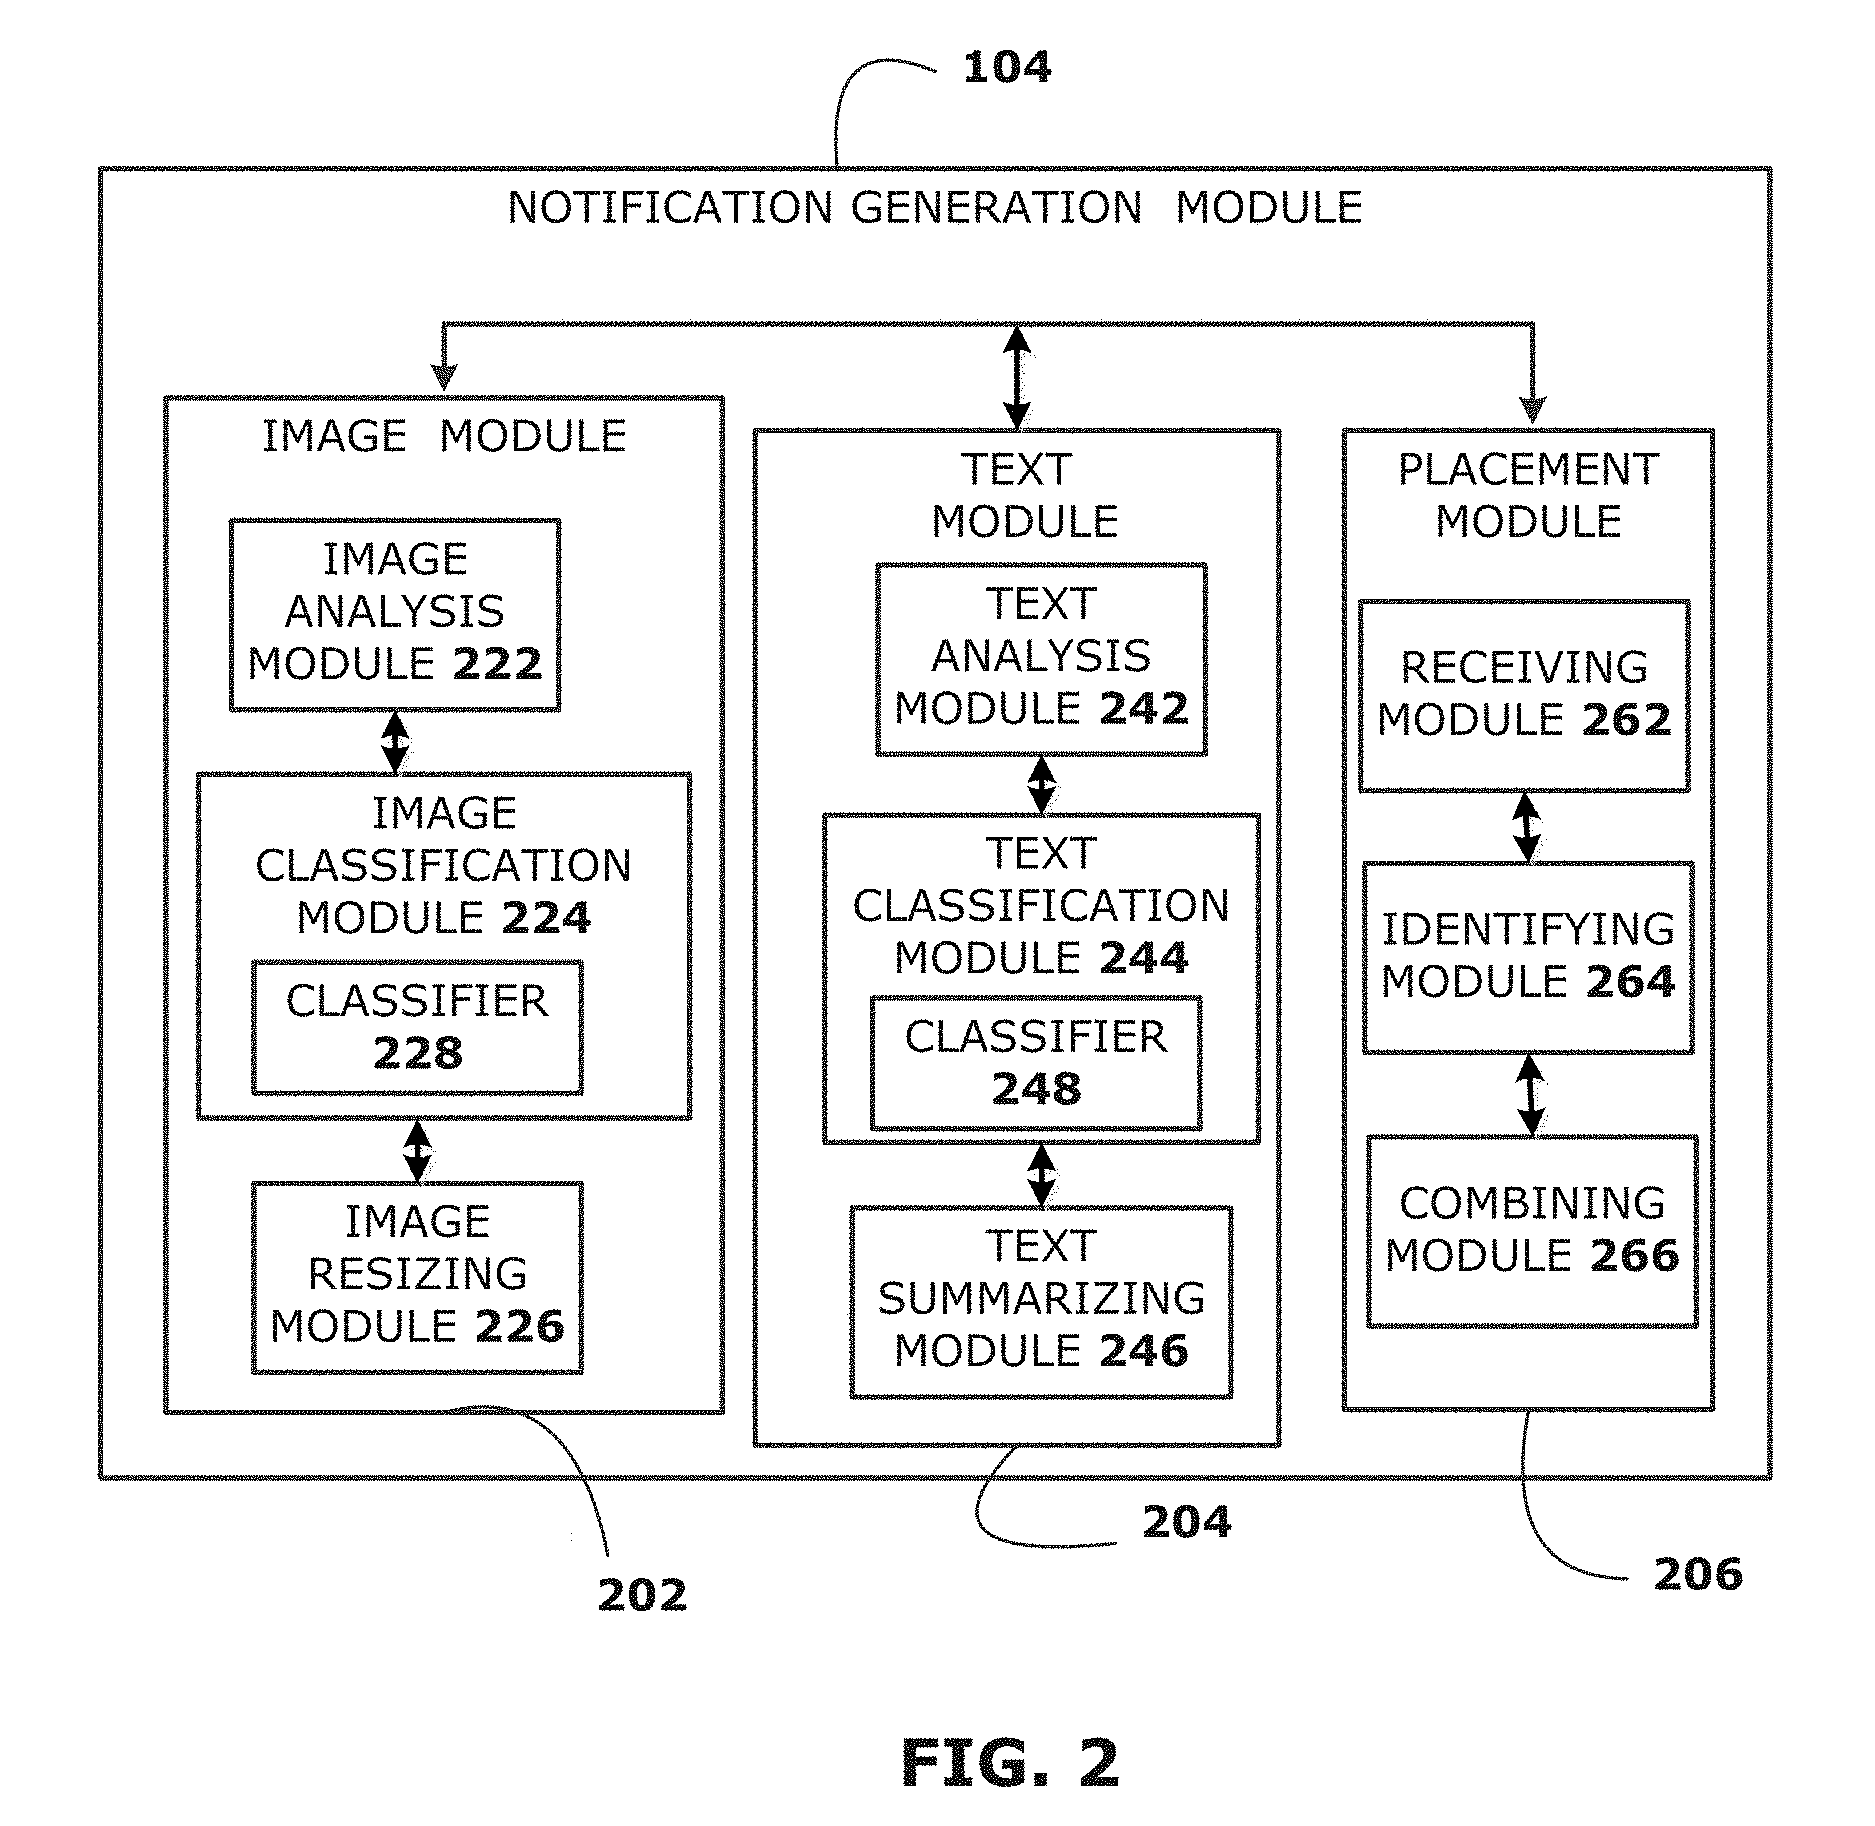 104
NOTIFICATION GENERATION MODULE
IMAGE MODULE
IMAGE
ANALYSIS
MODULE 222
IMAGE
CLASSIFICATION
MODULE 224
CLASSIFIER
228
IMAGE
RESIZING
MODULE 226
TEXT
MODULE
TEXT
ANALYSIS
MODULE 242
TEXT
CLASSIFICATION
MODULE 244
CLASSIFIER
248
TEXT
SUMMARIZING
MODULE 246
PLACEMENT
MODULE
RECEIVING
MODULE 262
IDENTIFYING
MODULE 264
COMBINING
MODULE 266
202
204
206
FIG. 2